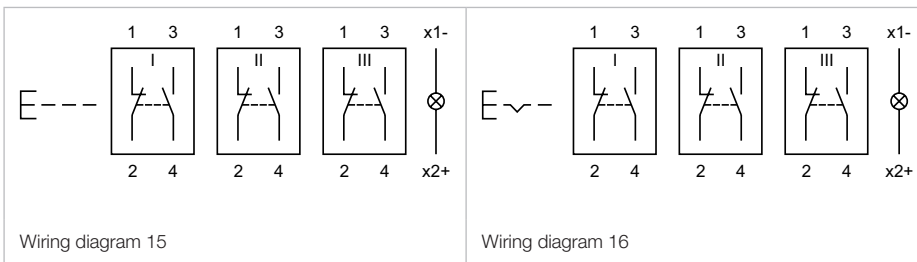 1 3 1 3 1 3 x1-
I II III
2 4 2 4 2 4 x2+
Wiring diagram 15
1 3 1 3 1 3 x1-
I II III
2 4 2 4 2 4 x2+
Wiring diagram 16